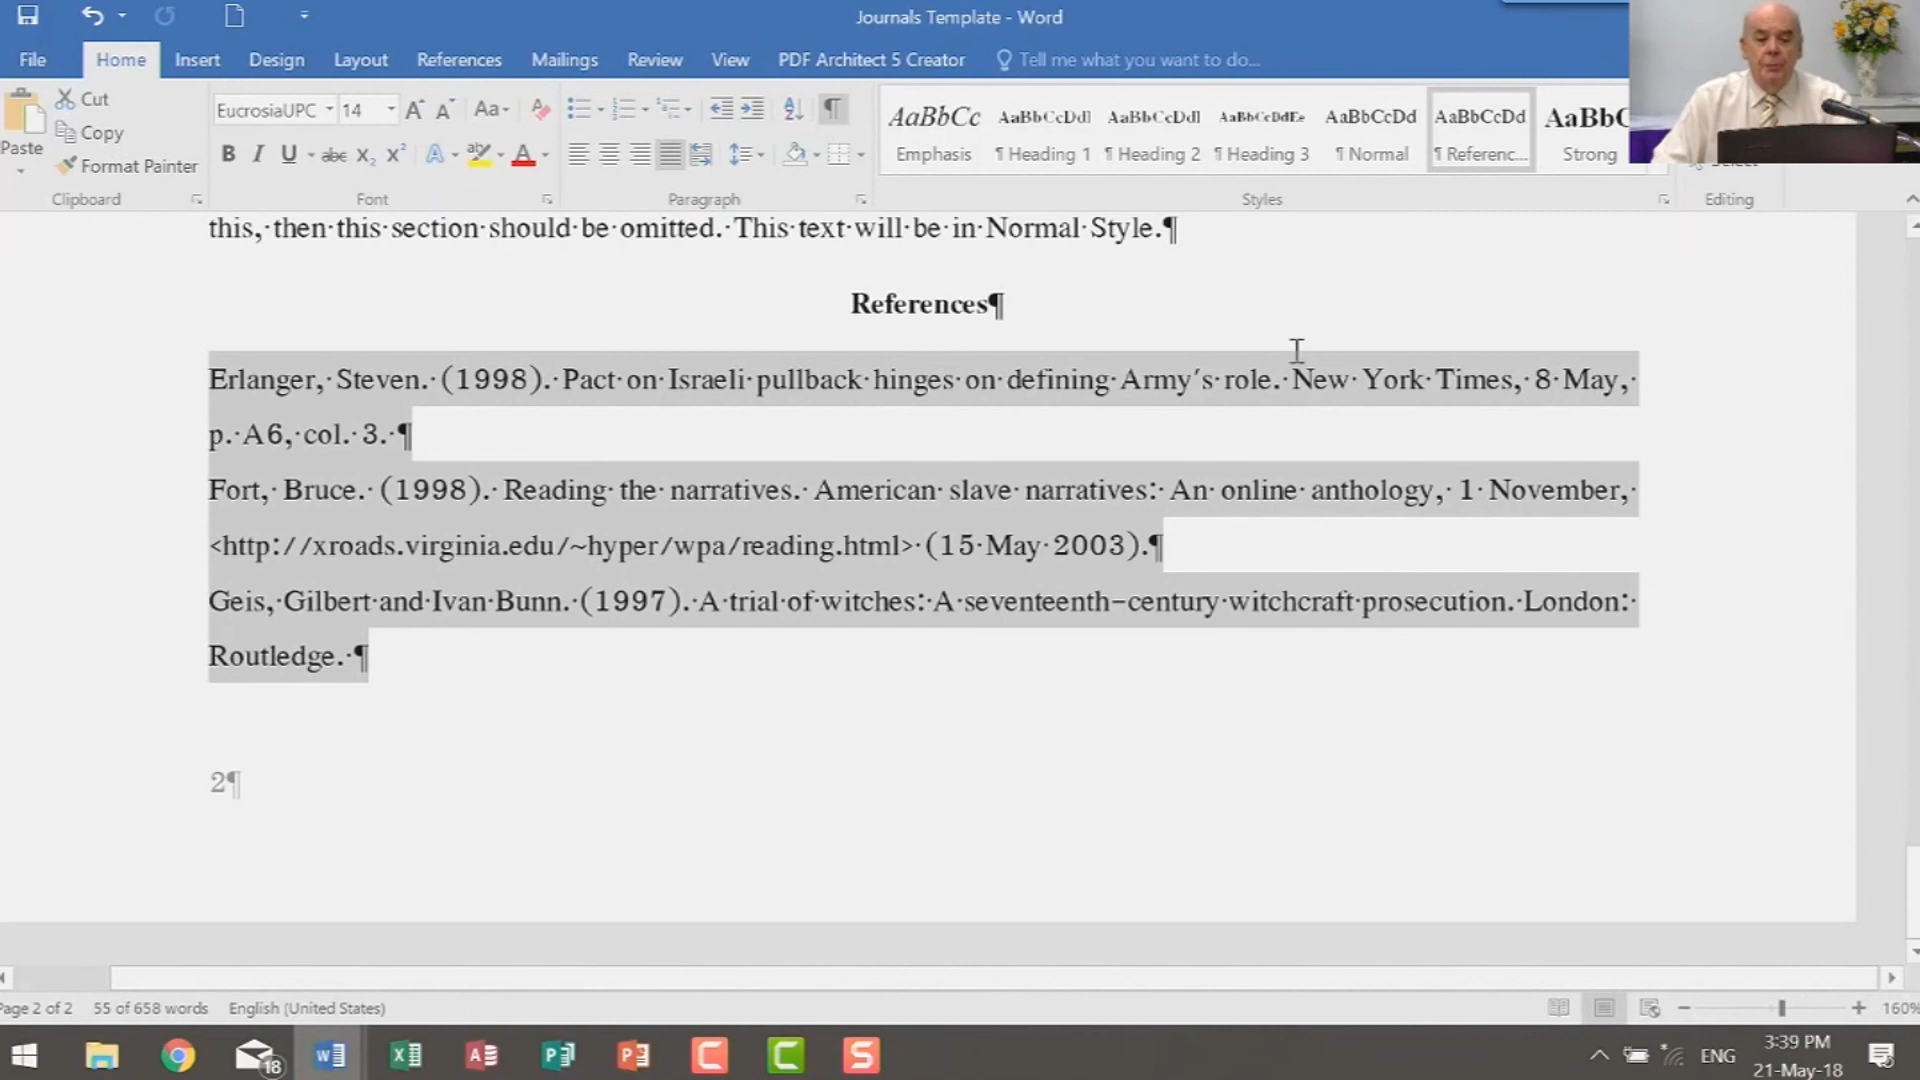 Journals Template - Word
File Home Insert Design Layout References Mailings Review View PDF Architect 5 Creator Tell me what you want to do...
Paste
Cut
Copy
Format Painter
Clipboard
EucrosiaUPC 14
Font
Paragraph
AaBbCc AaBbCcDdI AaBbCcDdI AaBbCcDdEe AaBbCcDd AaBbCcDd AaBbC
Emphasis ¶ Heading 1 ¶ Heading 2 ¶ Heading 3 ¶ Normal ¶ Referenc... Strong
Styles
Editing
this, then this section should be omitted. This text will be in Normal Style.¶
References¶
Erlanger, Steven. (1998). Pact on Israeli pullback hinges on defining Army's role. New York Times, 8 May,
p. A6, col. 3. ¶
Fort, Bruce. (1998). Reading the narratives. American slave narratives: An online anthology, 1 November,
<http://xroads.virginia.edu/~hyper/wpa/reading.html> (15 May 2003).¶
Geis, Gilbert and Ivan Bunn. (1997). A trial of witches: A seventeenth-century witchcraft prosecution. London:
Routledge. ¶
2¶
Page 2 of 2 55 of 658 words English (United States)
160%
18
ENG
3:39 PM
21-May-18